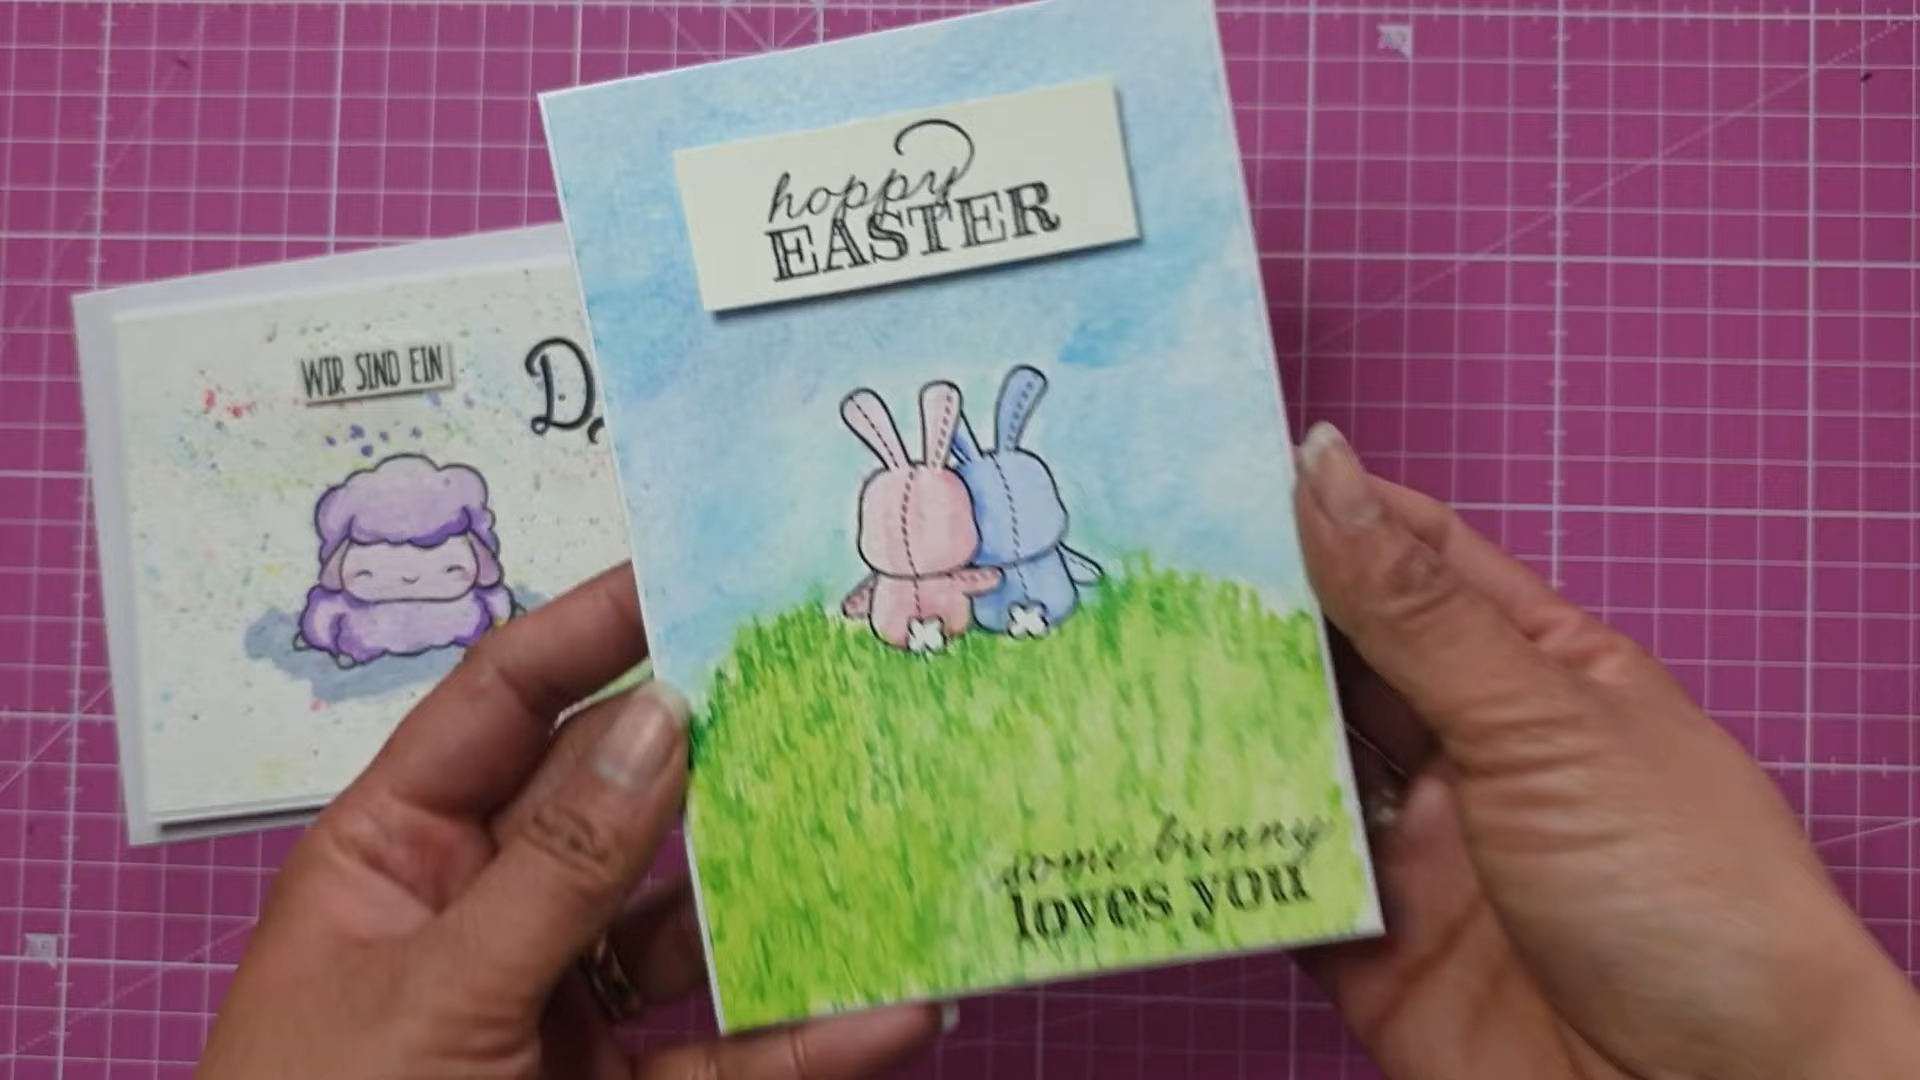 hoppy
EASTER
WIR SIND EIN
some bunny
loves you